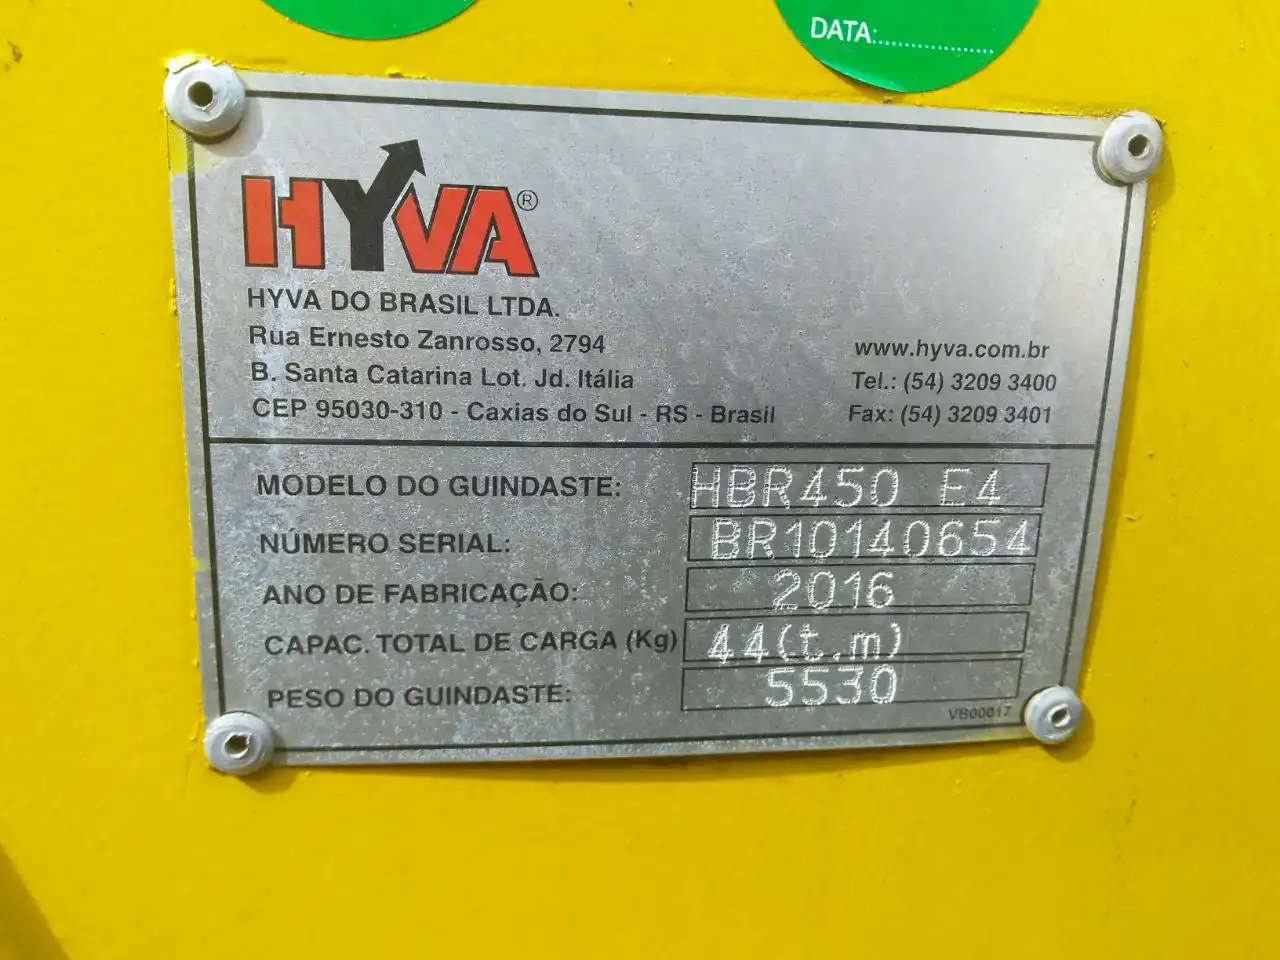 DATA:....................
HYVA®
HYVA DO BRASIL LTDA.
Rua Ernesto Zanrosso, 2794
B. Santa Catarina Lot. Jd. Itália
CEP 95030-310 - Caxias do Sul - RS - Brasil
www.hyva.com.br
Tel.: (54) 3209 3400
Fax: (54) 3209 3401
MODELO DO GUINDASTE: HBR450 E4
NÚMERO SERIAL: BR10140654
ANO DE FABRICAÇÃO: 2016
CAPAC. TOTAL DE CARGA (Kg) 44(t.m)
PESO DO GUINDASTE: 5530
VB00017